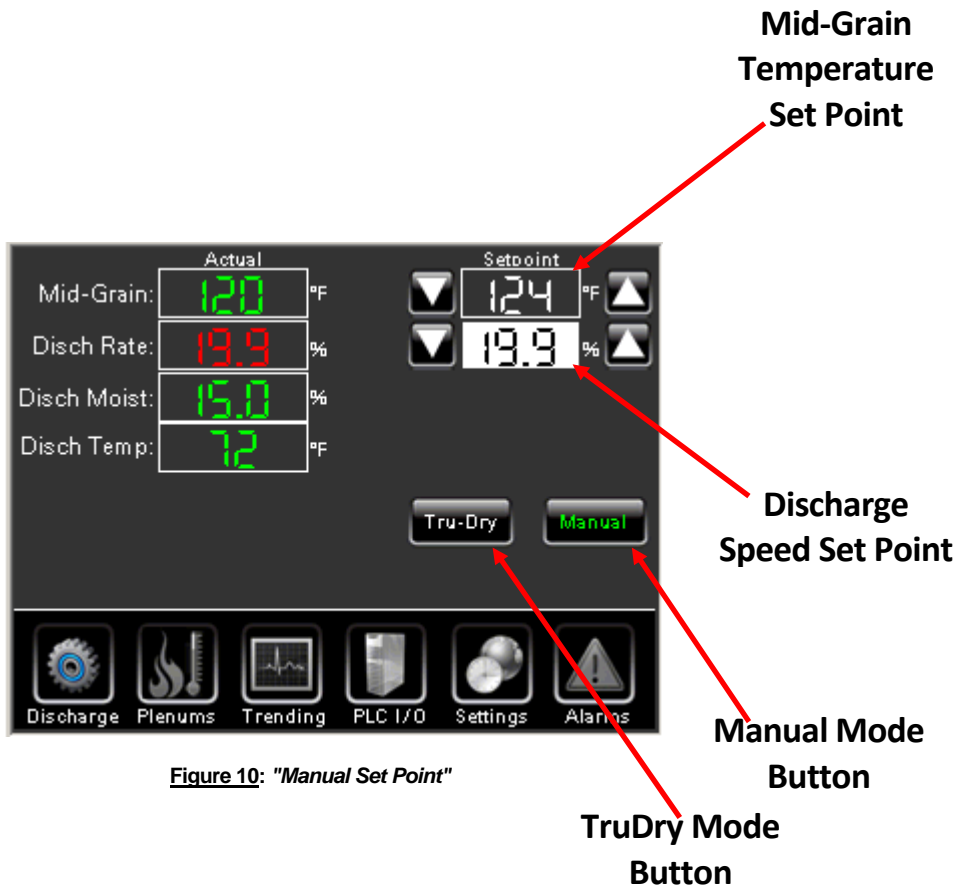 Mid-Grain
Temperature
Set Point
Actual
Setpoint
Mid-Grain: 120 °F 124 °F
Disch Rate: 19.9 % 19.9 %
Disch Moist: 15.0 %
Disch Temp: 72 °F
Discharge
Speed Set Point
Tru-Dry
Manual
Discharge Plenums Trending PLC I/O Settings Alarms
Manual Mode
Button
Figure 10: "Manual Set Point"
TruDry Mode
Button